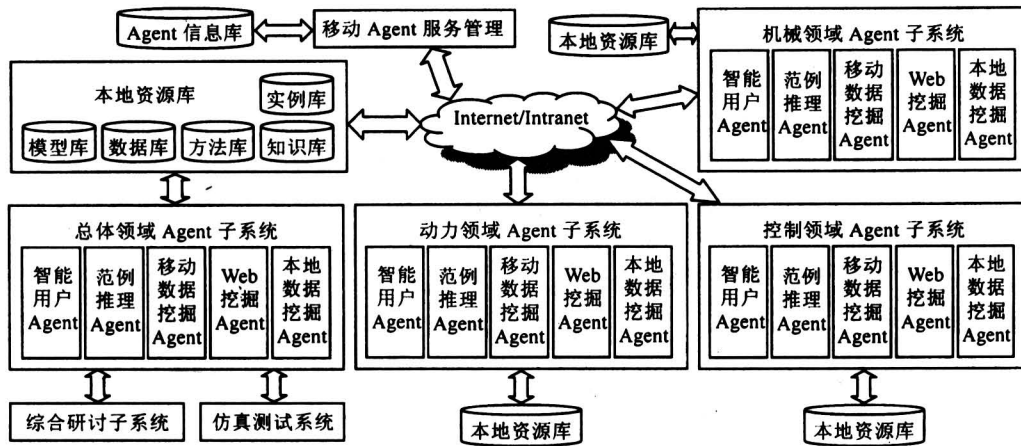 Agent 信息库
移动 Agent 服务管理
本地资源库
机械领域 Agent 子系统
智能
用户
Agent
范例
推理
Agent
移动
数据
挖掘
Agent
Web
挖掘
Agent
本地
数据
挖掘
Agent
本地资源库
实例库
模型库
数据库
方法库
知识库
Internet/Intranet
总体领域 Agent 子系统
智能
用户
Agent
范例
推理
Agent
移动
数据
挖掘
Agent
Web
挖掘
Agent
本地
数据
挖掘
Agent
动力领域 Agent 子系统
智能
用户
Agent
范例
推理
Agent
移动
数据
挖掘
Agent
Web
挖掘
Agent
本地
数据
挖掘
Agent
控制领域 Agent 子系统
智能
用户
Agent
范例
推理
Agent
移动
数据
挖掘
Agent
Web
挖掘
Agent
本地
数据
挖掘
Agent
综合研讨子系统
仿真测试系统
本地资源库
本地资源库